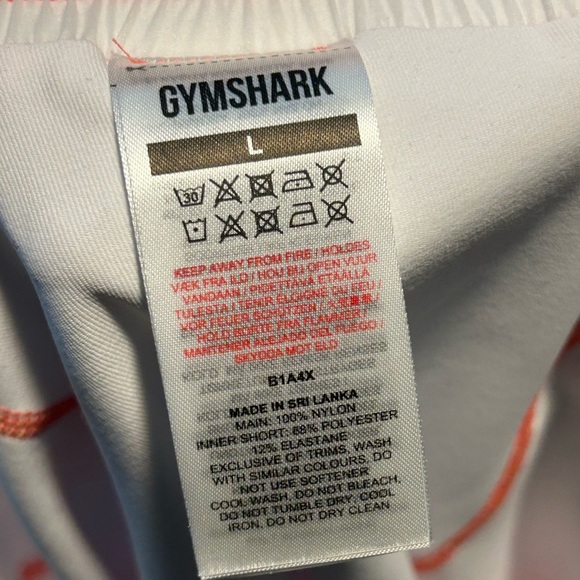 GYMSHARK
L
30
KEEP AWAY FROM FIRE / HOLDES
VÆK FRA ILD / HOU BIJ OPEN VUUR
VANDAAN / PIDETTÄVÄ ETÄÄLLÄ
TULESTA / TENIR ÉLOIGNÉ DU FEU /
VOR FEUER SCHÜTZEN /
HOLD BORTE FRA FLAMMER /
MANTENER ALEJADO DEL FUEGO /
SKYDDA MOT ELD
B1A4X
MADE IN SRI LANKA
MAIN: 100% NYLON
INNER SHORT: 88% POLYESTER
12% ELASTANE
EXCLUSIVE OF TRIMS, WASH
WITH SIMILAR COLOURS, DO
NOT USE SOFTENER
COOL WASH, DO NOT BLEACH,
DO NOT TUMBLE DRY, COOL
IRON, DO NOT DRY CLEAN